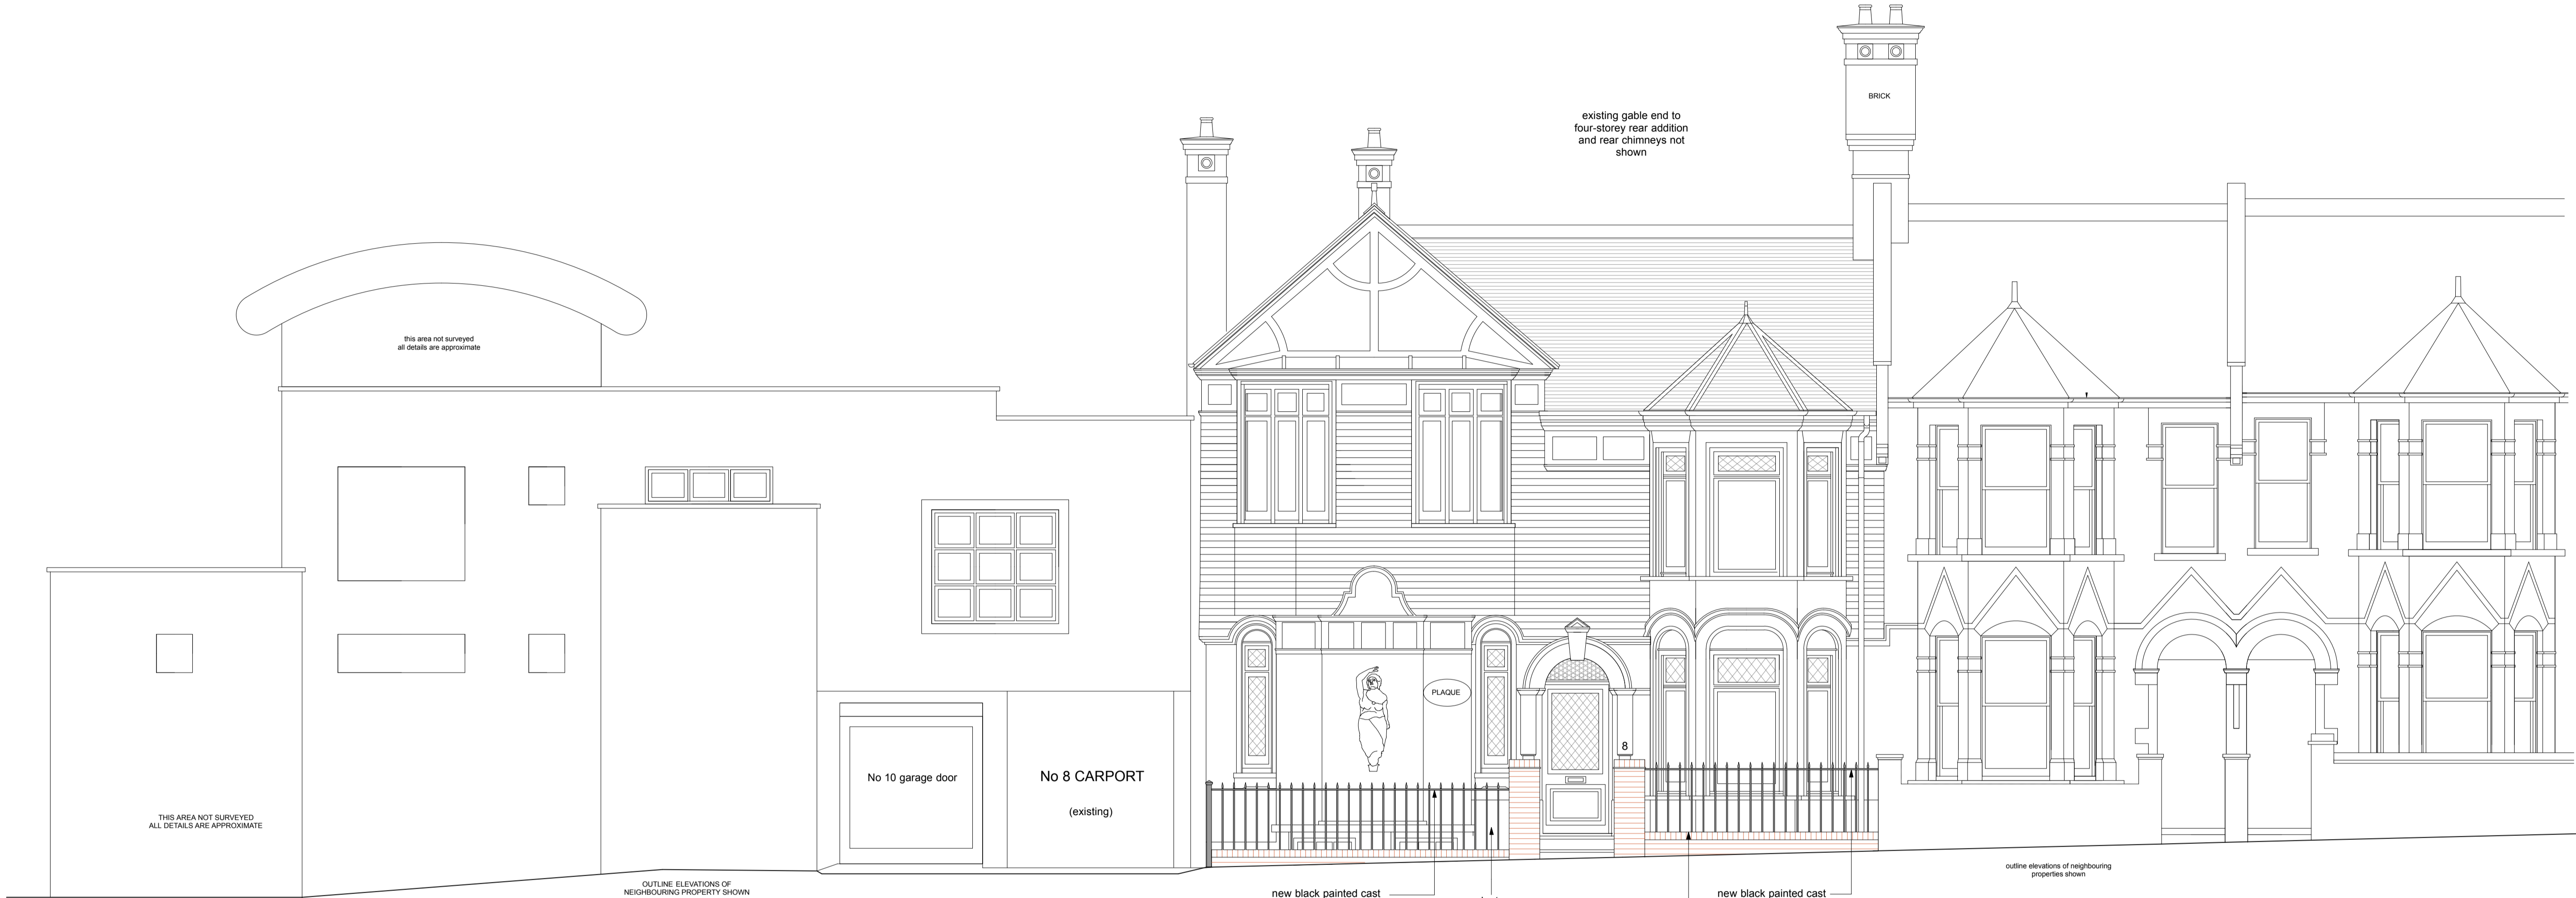 existing gable end to
four-storey rear addition
and rear chimneys not
shown
BRICK
this area not surveyed
all details are approximate
PLAQUE
8
No 10 garage door
No 8 CARPORT
(existing)
THIS AREA NOT SURVEYED
ALL DETAILS ARE APPROXIMATE
OUTLINE ELEVATIONS OF
NEIGHBOURING PROPERTY SHOWN
outline elevations of neighbouring
properties shown
new black painted cast
new black painted cast